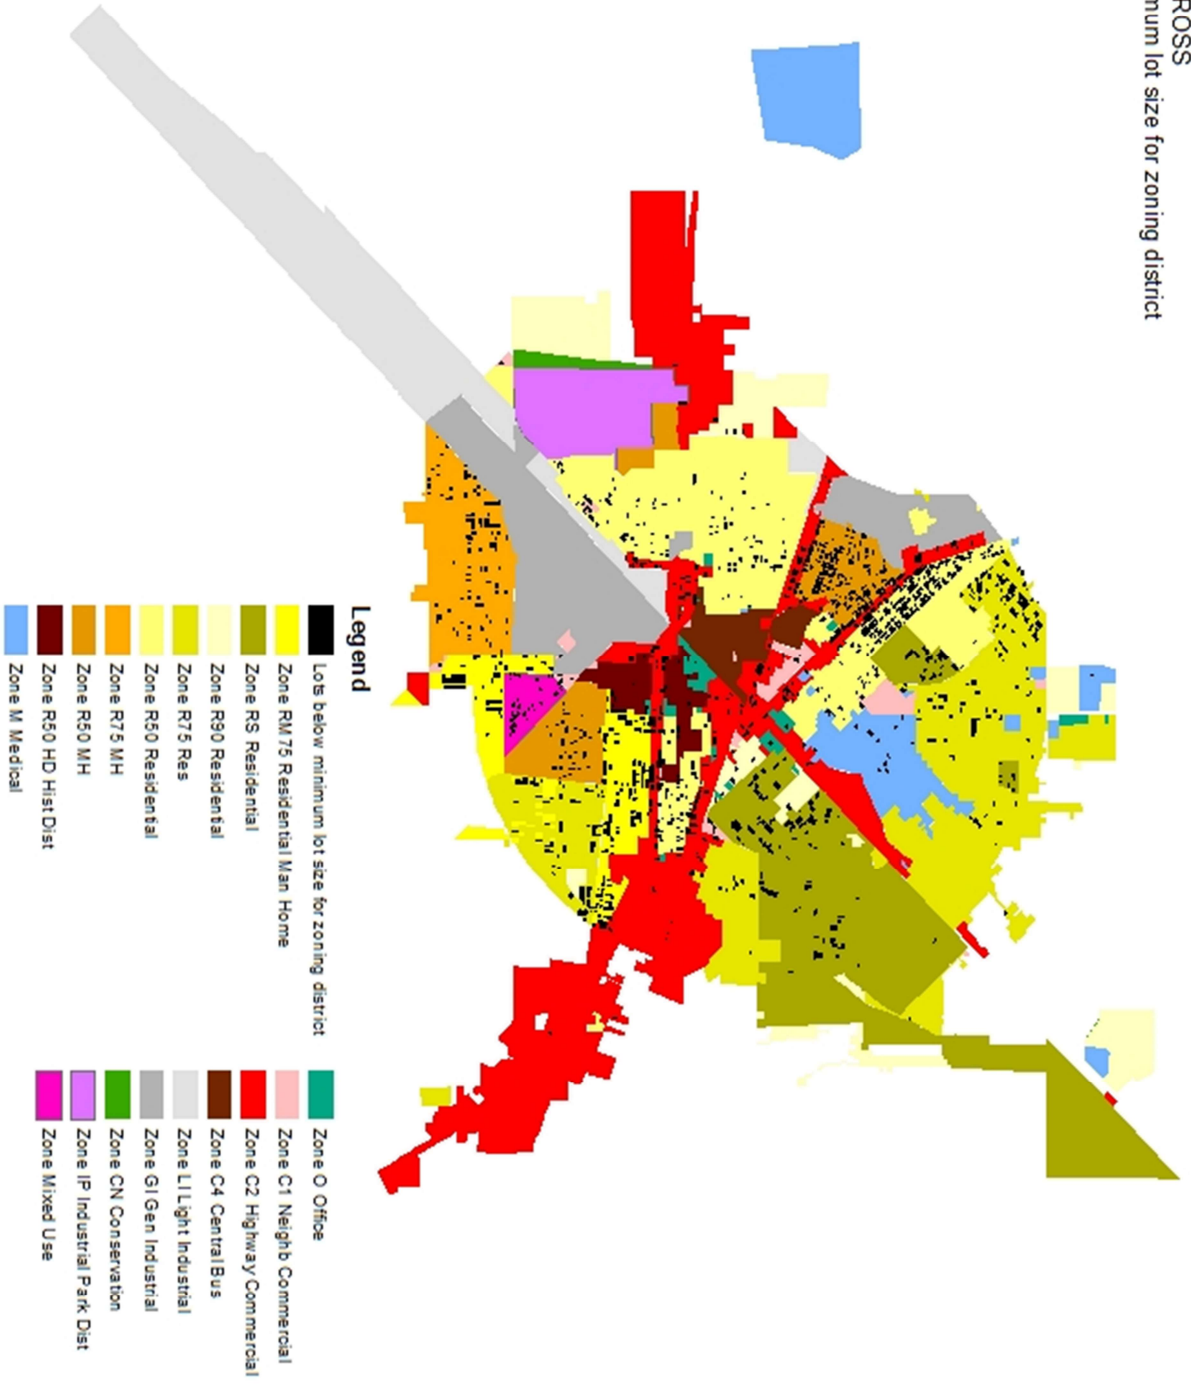 ROSS
mum lot size for zoning district
Legend
Lots below minimum lot size for zoning district
Zone RM75 Residential Man Home
Zone RS Residential
Zone R90 Residential
Zone R75 Res
Zone R50 Residential
Zone R75 MH
Zone R50 MH
Zone R50 HD Hist Dist
Zone M Medical
Zone O Office
Zone C1 Neighb Commercial
Zone C2 Highway Commercial
Zone C4 Central Bus
Zone LI Light Industrial
Zone GI Gen Industrial
Zone CN Conservation
Zone IP Industrial Park Dist
Zone Mixed Use